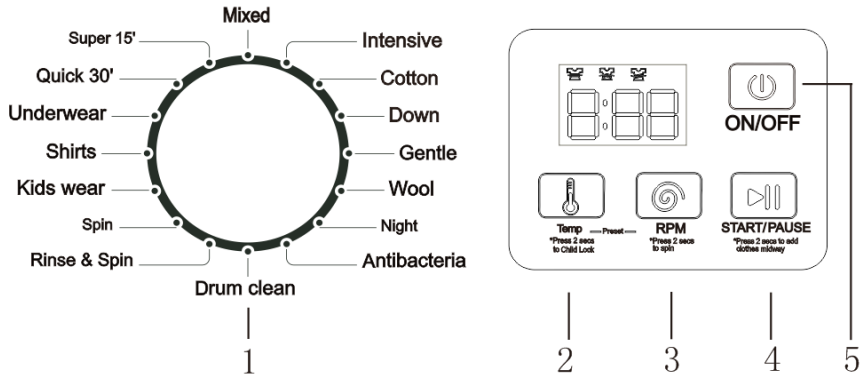 Mixed
Super 15'
Intensive
Quick 30'
Cotton
Underwear
Down
Shirts
Gentle
Kids wear
Wool
Spin
Night
Rinse & Spin
Antibacteria
Drum clean
1
88:88
ON/OFF
Temp
Preset
RPM
START/PAUSE
*Press 2 secs
to Child Lock
*Press 2 secs
to spin
*Press 2 secs to add
clothes midway
2
3
4
5